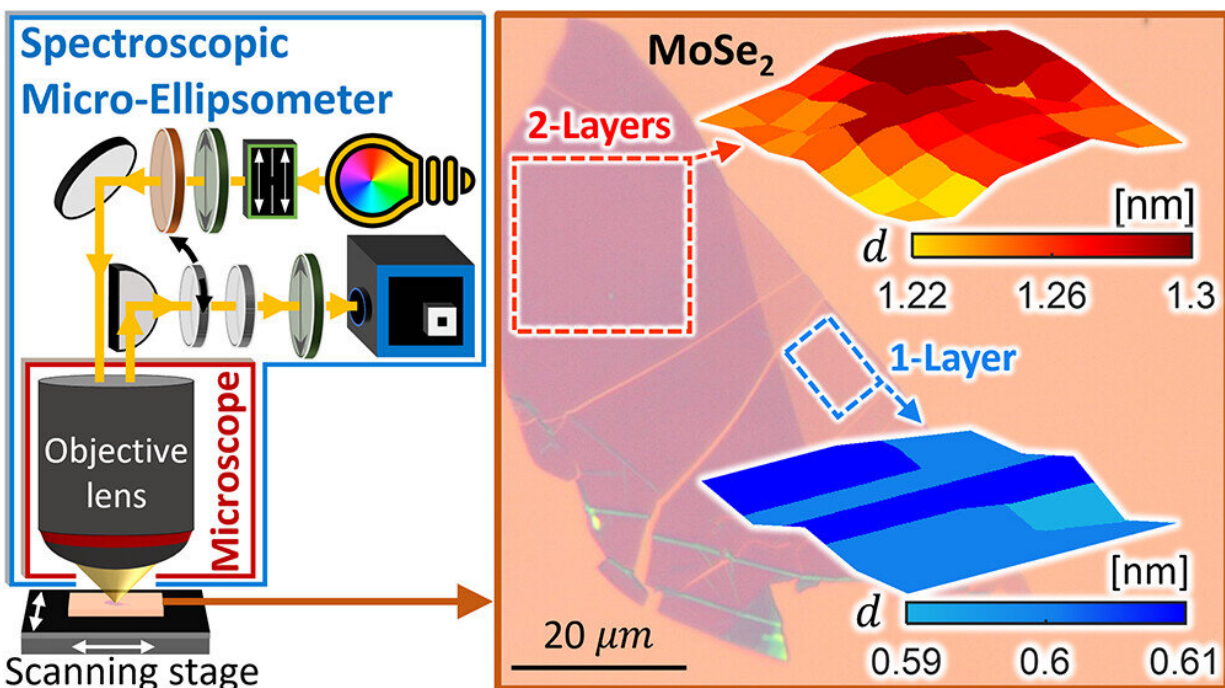 Spectroscopic
Micro-Ellipsometer
Objective
lens
Microscope
Scanning stage
MoSe₂
2-Layers
[nm]
d
1.22 1.26 1.3
1-Layer
[nm]
d
0.59 0.6 0.61
20 μm